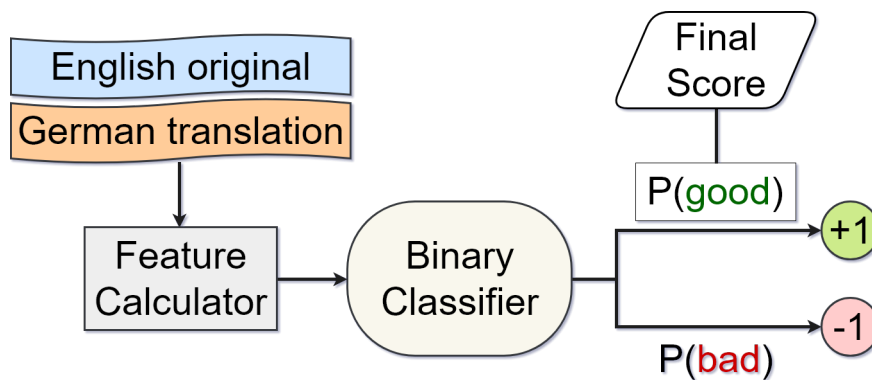 English original
German translation
Feature
Calculator
Binary
Classifier
Final
Score
P(good)
+1
-1
P(bad)